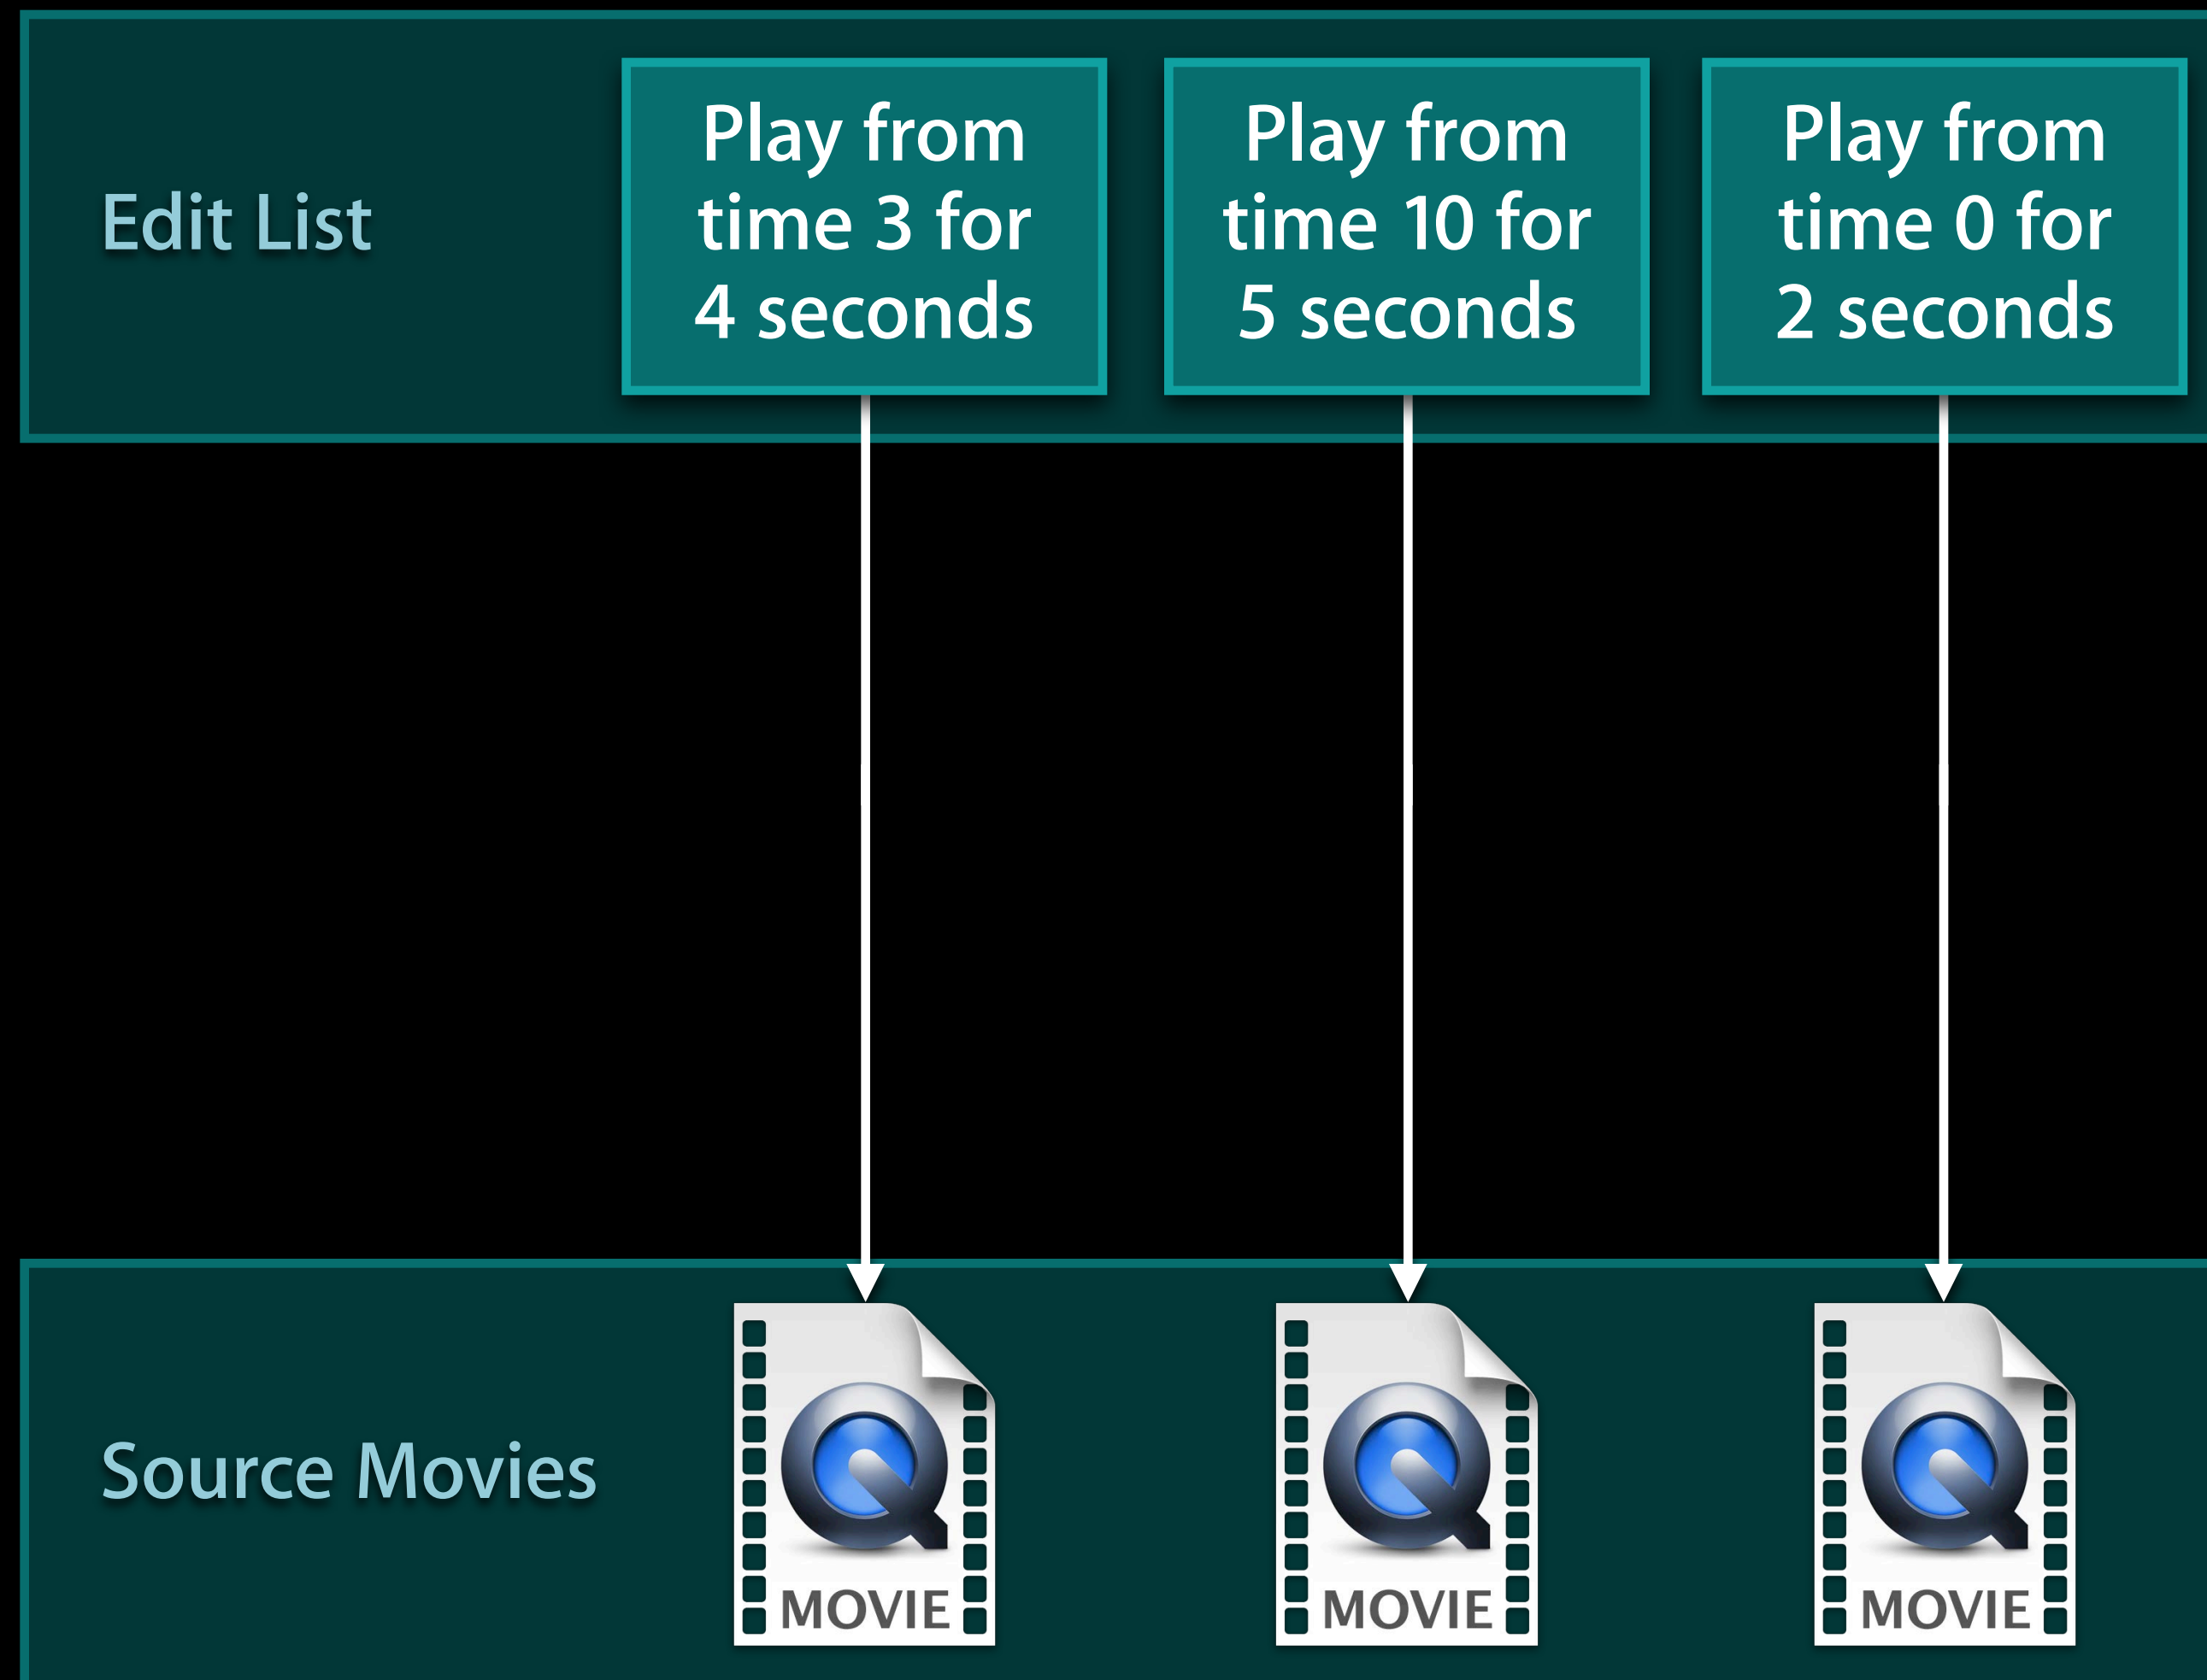 Edit List
Play from
time 3 for
4 seconds
Play from
time 10 for
5 seconds
Play from
time 0 for
2 seconds
Source Movies
MOVIE
MOVIE
MOVIE